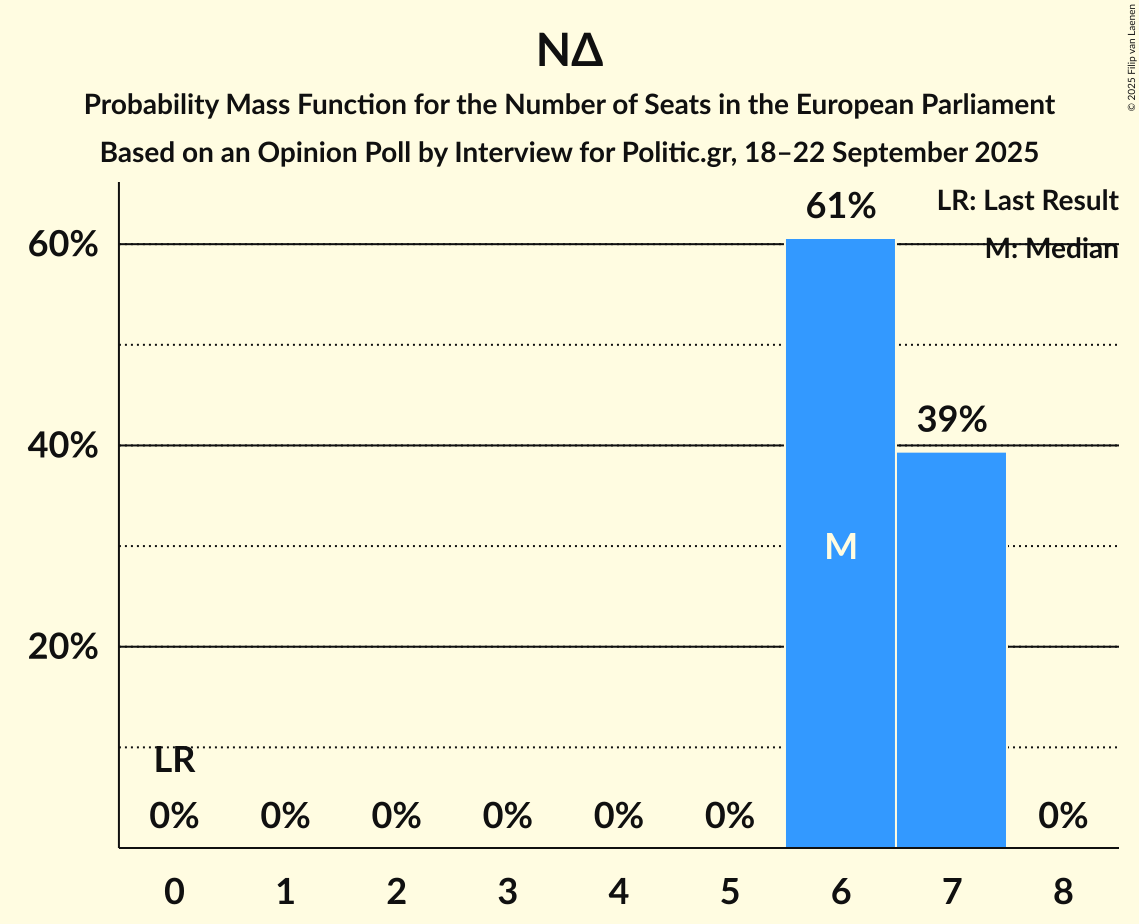 © 2025 Filip van Laenen
ΝΔ
Probability Mass Function for the Number of Seats in the European Parliament
Based on an Opinion Poll by Interview for Politic.gr, 18–22 September 2025
LR: Last Result
M: Median
61%
60%
39%
40%
M
20%
LR
0% 0% 0% 0% 0% 0% 0%
0 1 2 3 4 5 6 7 8